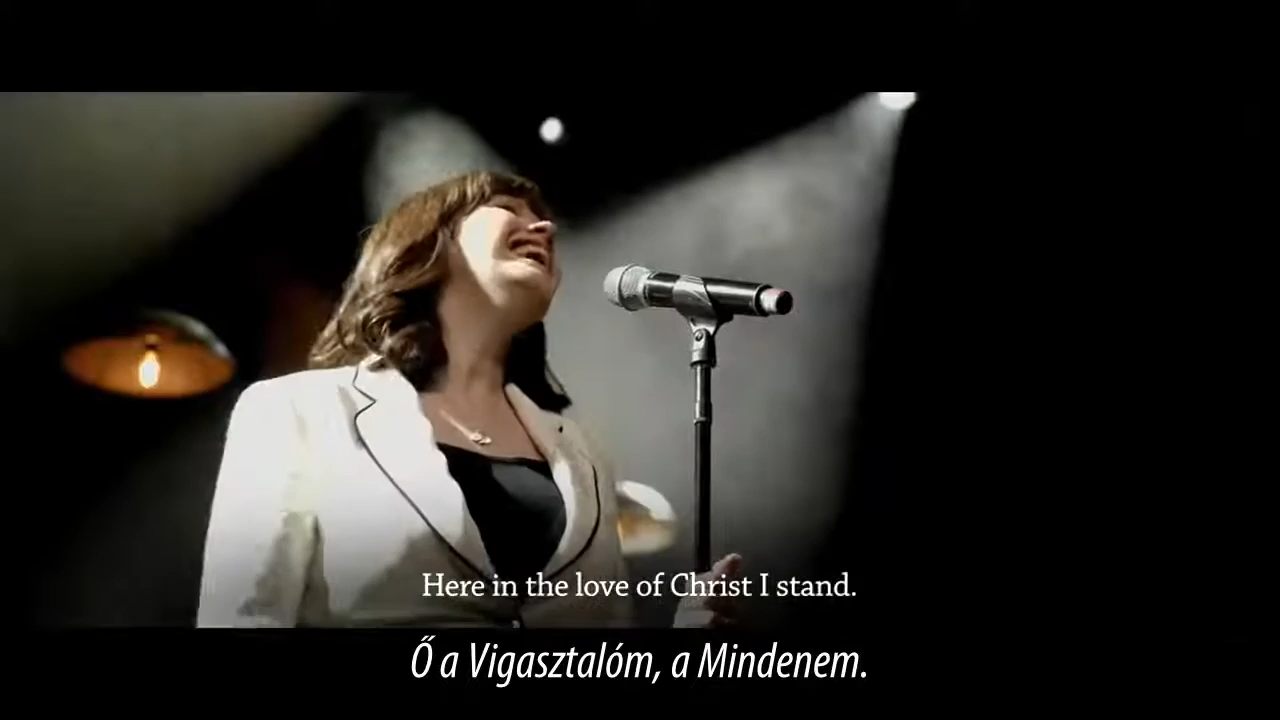 Here in the love of Christ I stand.
Ő a Vigasztalóm, a Mindenem.